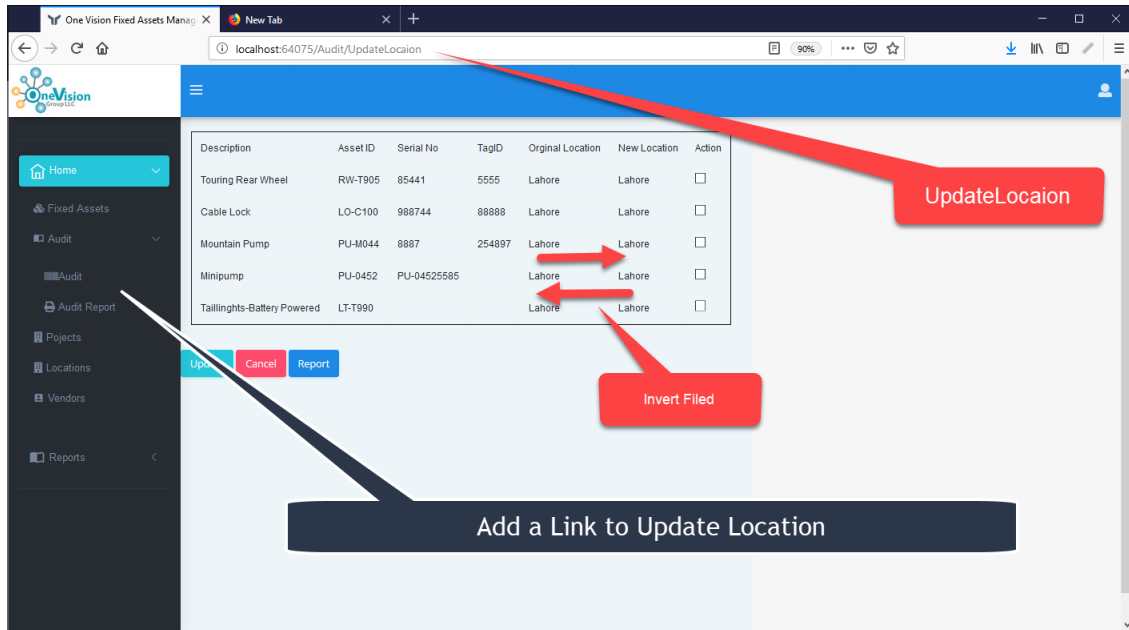 One Vision Fixed Assets Manag
New Tab
localhost:64075/Audit/UpdateLocaion
90%
OneVision
Group LLC
Description Asset ID Serial No TagID Orginal Location New Location Action
Touring Rear Wheel RW-T905 85441 5555 Lahore Lahore
Cable Lock LO-C100 988744 88888 Lahore Lahore
Mountain Pump PU-M044 8887 254897 Lahore Lahore
Minipump PU-0452 PU-04525585 Lahore Lahore
Taillinghts-Battery Powered LT-T990 Lahore Lahore
Home
Fixed Assets
Audit
Audit
Audit Report
Pojects
Locations
Vendors
Reports
Cancel Report
UpdateLocaion
Invert Filed
Add a Link to Update Location